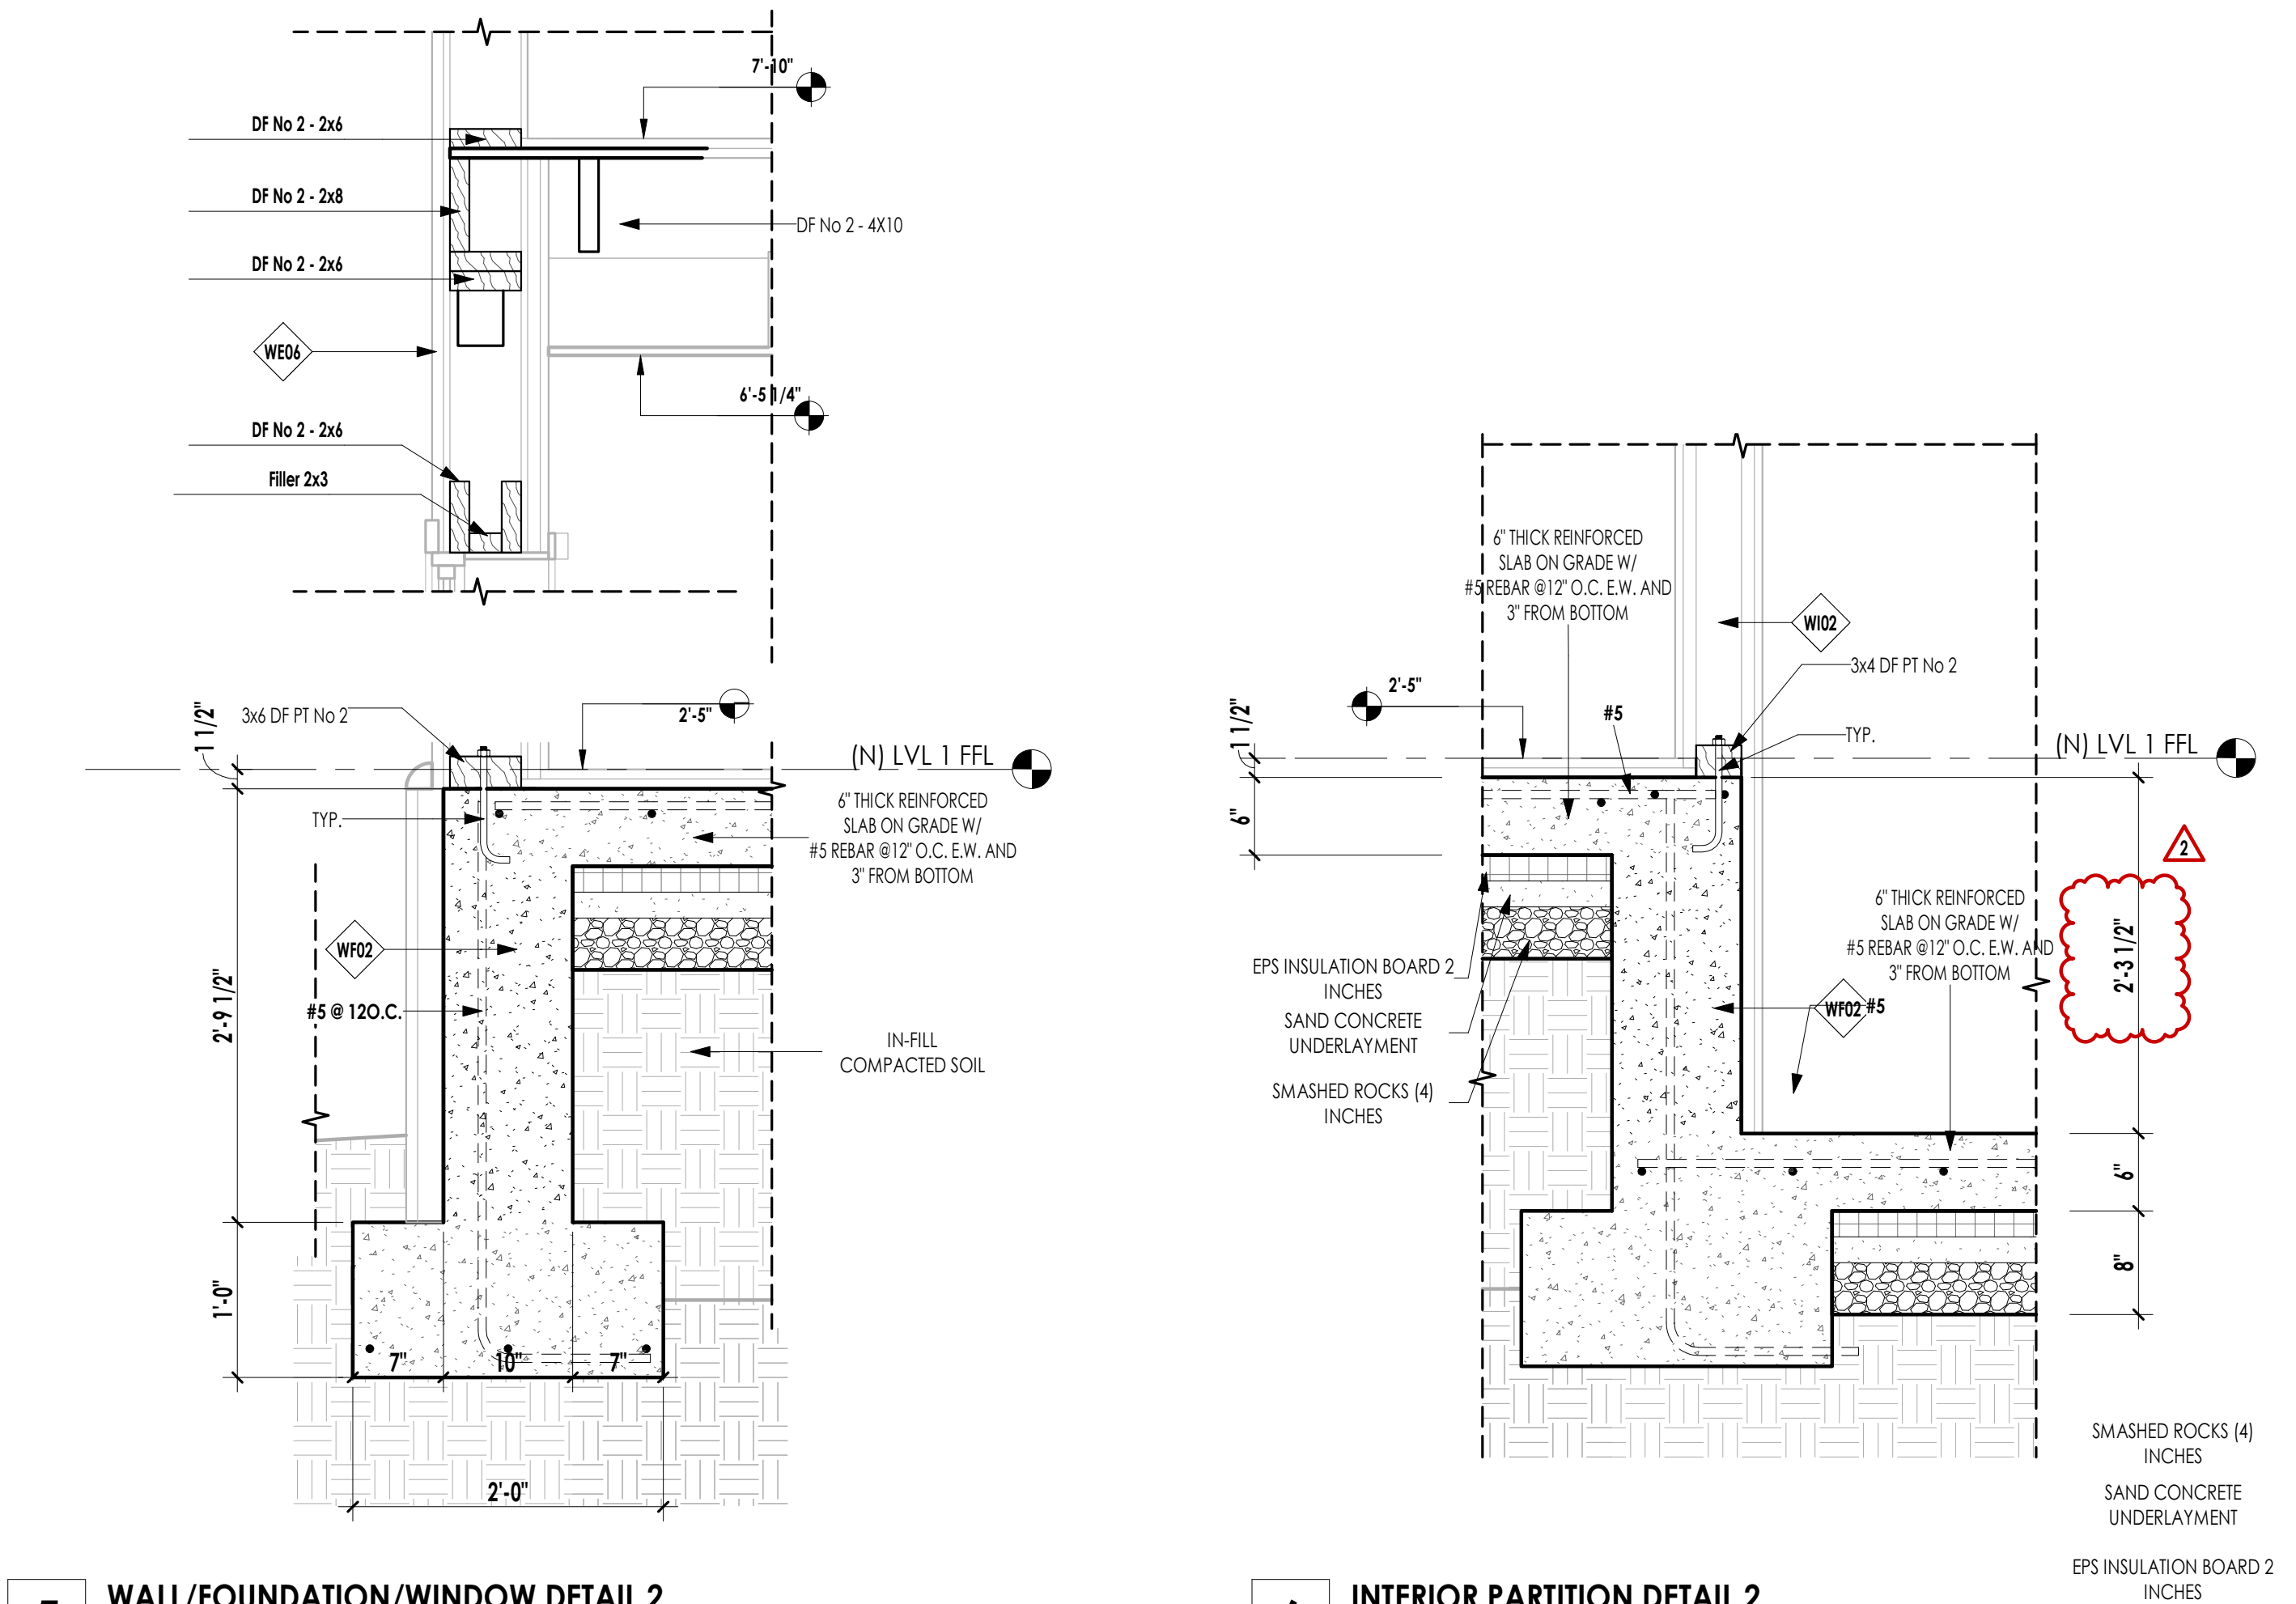 7'-10"
DF No 2 - 2x6
DF No 2 - 2x8
DF No 2 - 4X10
DF No 2 - 2x6
WE06
6'-5 1/4"
DF No 2 - 2x6
Filler 2x3
1 1/2"
3x6 DF PT No 2
2'-5"
(N) LVL 1 FFL
TYP.
6" THICK REINFORCED
SLAB ON GRADE W/
#5 REBAR @12" O.C. E.W. AND
3" FROM BOTTOM
WF02
2'-9 1/2"
#5 @ 12O.C.
IN-FILL
COMPACTED SOIL
1'-0"
7"
10"
7"
2'-0"
WALL/FOUNDATION/WINDOW DETAIL 2
6" THICK REINFORCED
SLAB ON GRADE W/
#5 REBAR @12" O.C. E.W. AND
3" FROM BOTTOM
WI02
3x4 DF PT No 2
2'-5"
1 1/2"
#5
TYP.
(N) LVL 1 FFL
6"
2
6" THICK REINFORCED
SLAB ON GRADE W/
#5 REBAR @12" O.C. E.W. AND
3" FROM BOTTOM
2'-3 1/2"
EPS INSULATION BOARD 2
INCHES
WF02
#5
SAND CONCRETE
UNDERLAYMENT
SMASHED ROCKS (4)
INCHES
6"
8"
SMASHED ROCKS (4)
INCHES
SAND CONCRETE
UNDERLAYMENT
EPS INSULATION BOARD 2
INCHES
INTERIOR PARTITION DETAIL 2